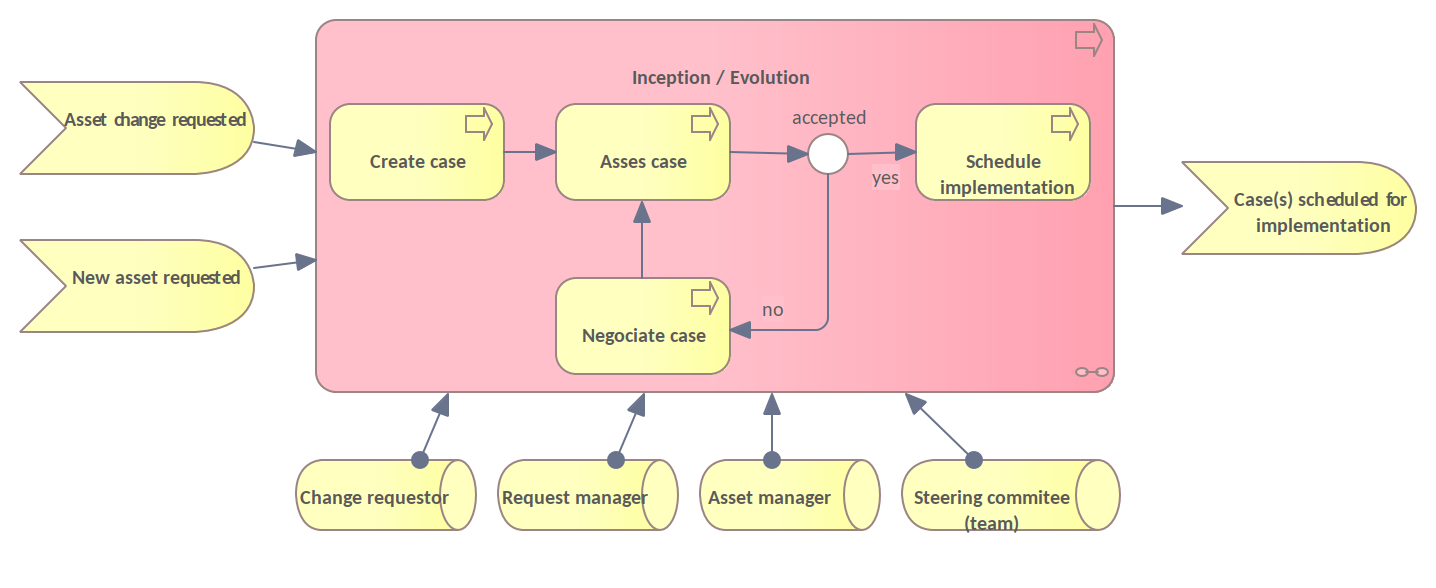 Inception / Evolution
Asset change requested
accepted
Create case
Asses case
Schedule
implementation
yes
Case(s) scheduled for
implementation
New asset requested
no
Negociate case
Change requestor
Request manager
Asset manager
Steering commitee
(team)